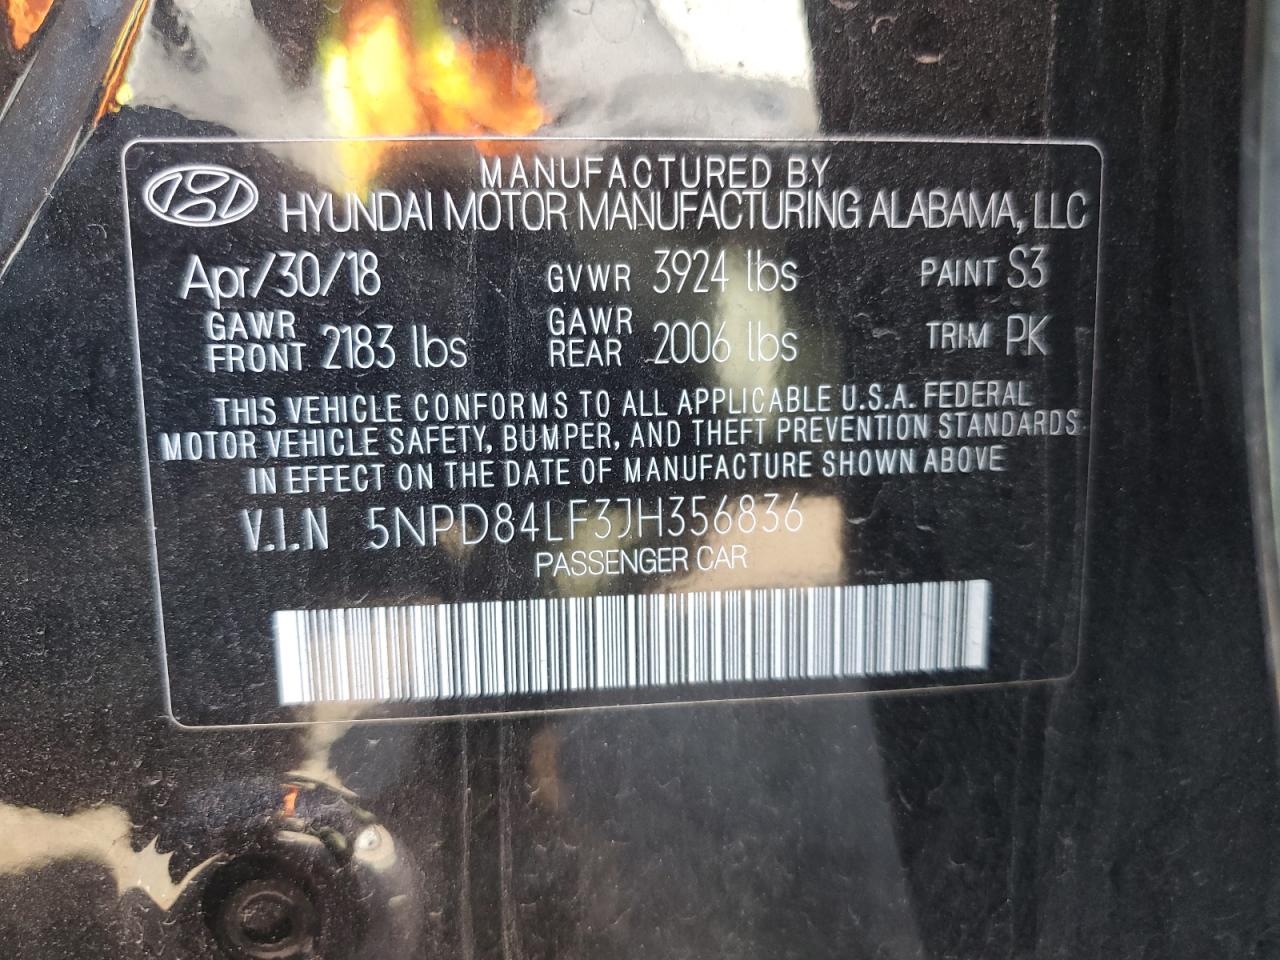 MANUFACTURED BY
HYUNDAI MOTOR MANUFACTURING ALABAMA, LLC
Apr/30/18 GVWR 3924 lbs PAINT S3
GAWR FRONT 2183 lbs GAWR REAR 2006 lbs TRIM PK
THIS VEHICLE CONFORMS TO ALL APPLICABLE U.S.A. FEDERAL
MOTOR VEHICLE SAFETY, BUMPER, AND THEFT PREVENTION STANDARDS
IN EFFECT ON THE DATE OF MANUFACTURE SHOWN ABOVE
V.I.N 5NPD84LF3JH356836
PASSENGER CAR